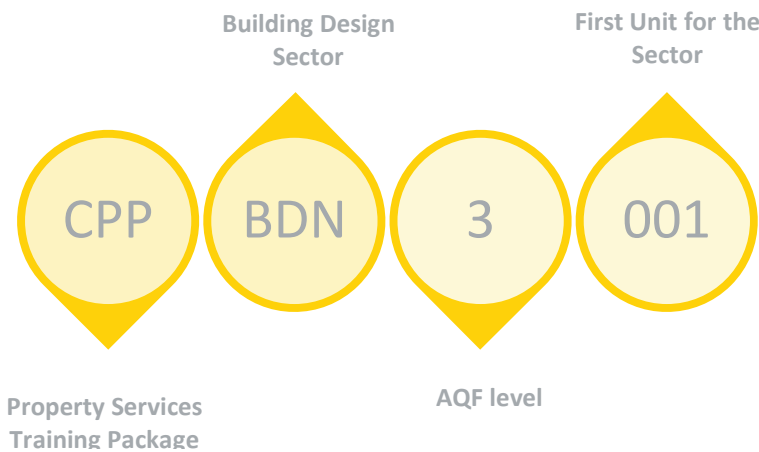 Building Design
Sector
First Unit for the
Sector
CPP
BDN
3
001
Property Services
Training Package
AQF level